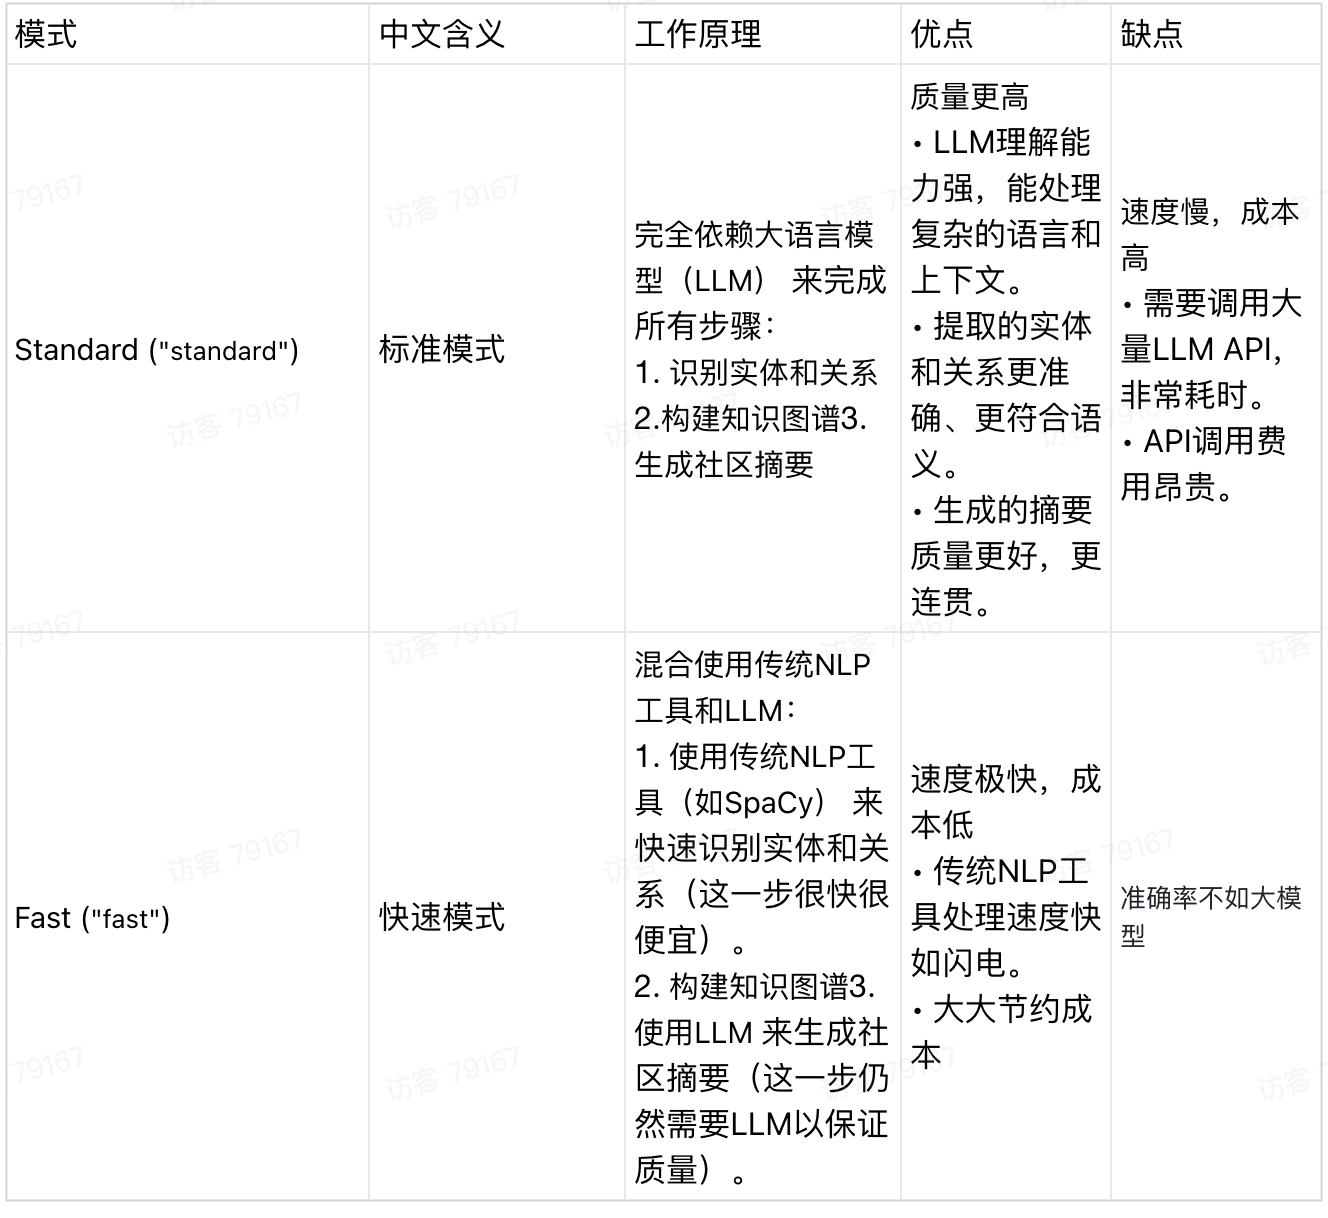 模式
中文含义
工作原理
优点
缺点
Standard ("standard")
标准模式
完全依赖大语言模
型（LLM） 来完成
所有步骤：
1. 识别实体和关系
2.构建知识图谱3.
生成社区摘要
质量更高
• LLM理解能
力强，能处理
复杂的语言和
上下文。
• 提取的实体
和关系更准
确、更符合语
义。
• 生成的摘要
质量更好，更
连贯。
速度慢，成本
高
• 需要调用大
量LLM API，
非常耗时。
• API调用费
用昂贵。
Fast ("fast")
快速模式
混合使用传统NLP
工具和LLM：
1. 使用传统NLP工
具（如SpaCy） 来
快速识别实体和关
系（这一步很快很
便宜）。
2. 构建知识图谱3.
使用LLM 来生成社
区摘要（这一步仍
然需要LLM以保证
质量）。
速度极快，成
本低
• 传统NLP工
具处理速度快
如闪电。
• 大大节约成
本
准确率不如大模
型
访客 79167